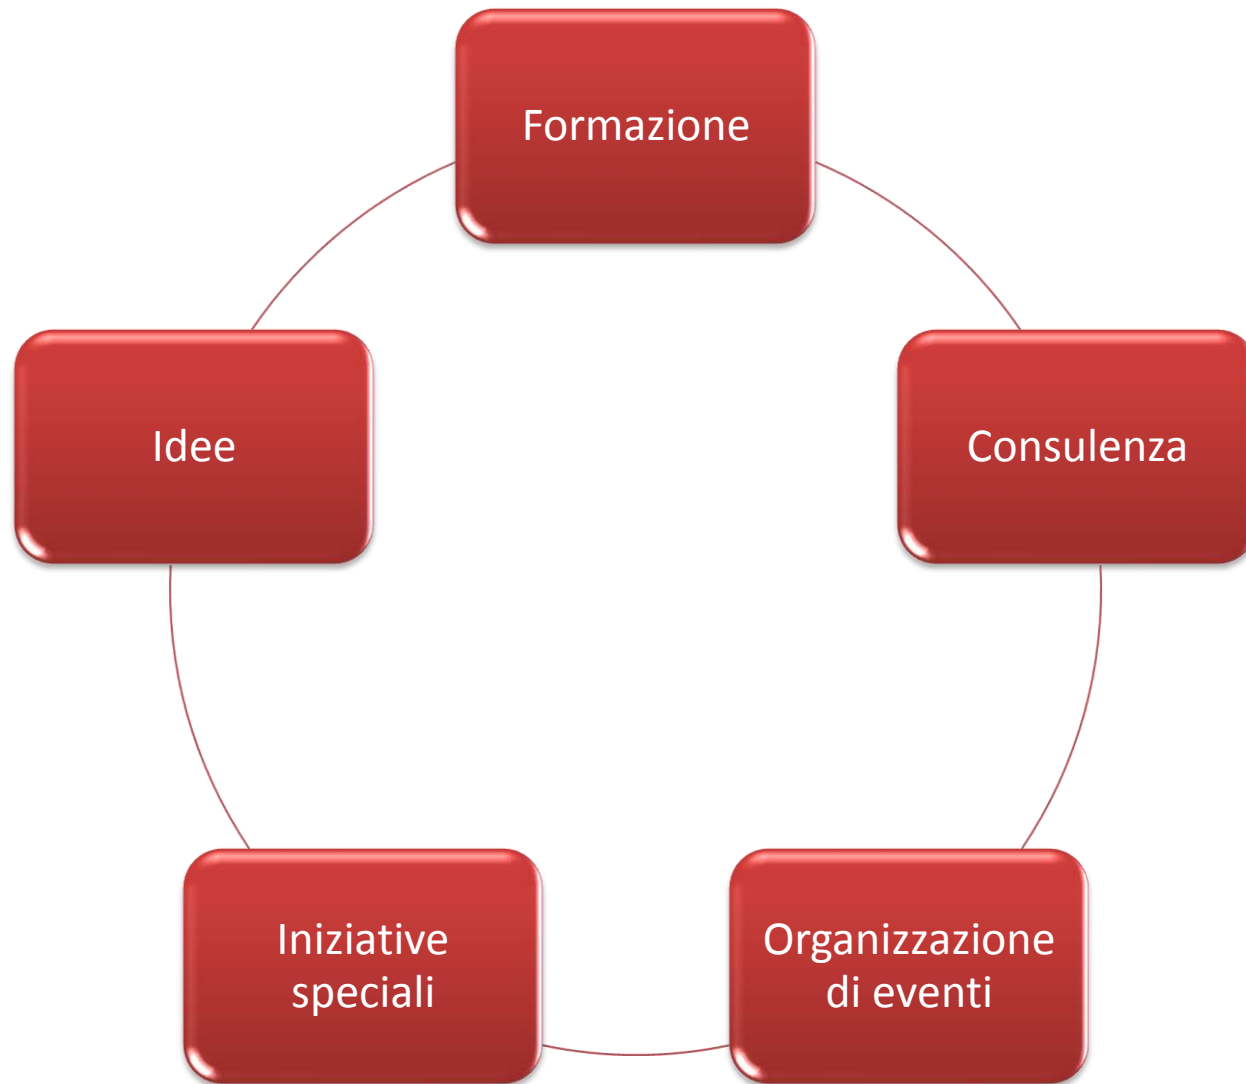 Formazione
Idee
Consulenza
Iniziative
speciali
Organizzazione
di eventi